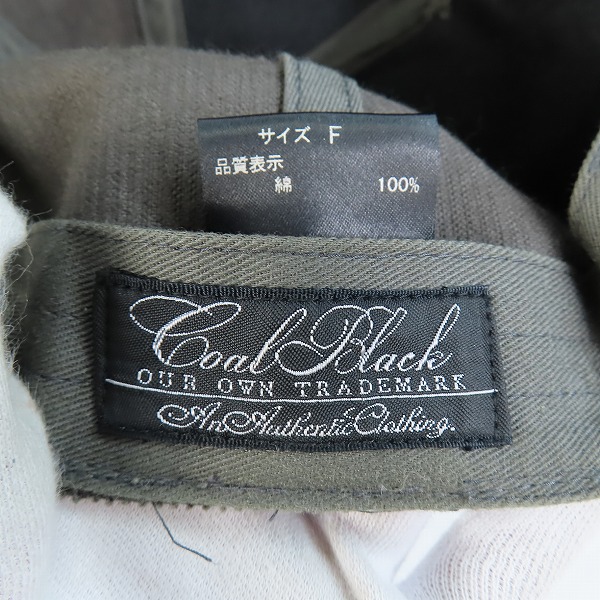 サイズ F
品質表示
綿 100%
Coal Black
OUR OWN TRADEMARK
An Authentic Clothing.